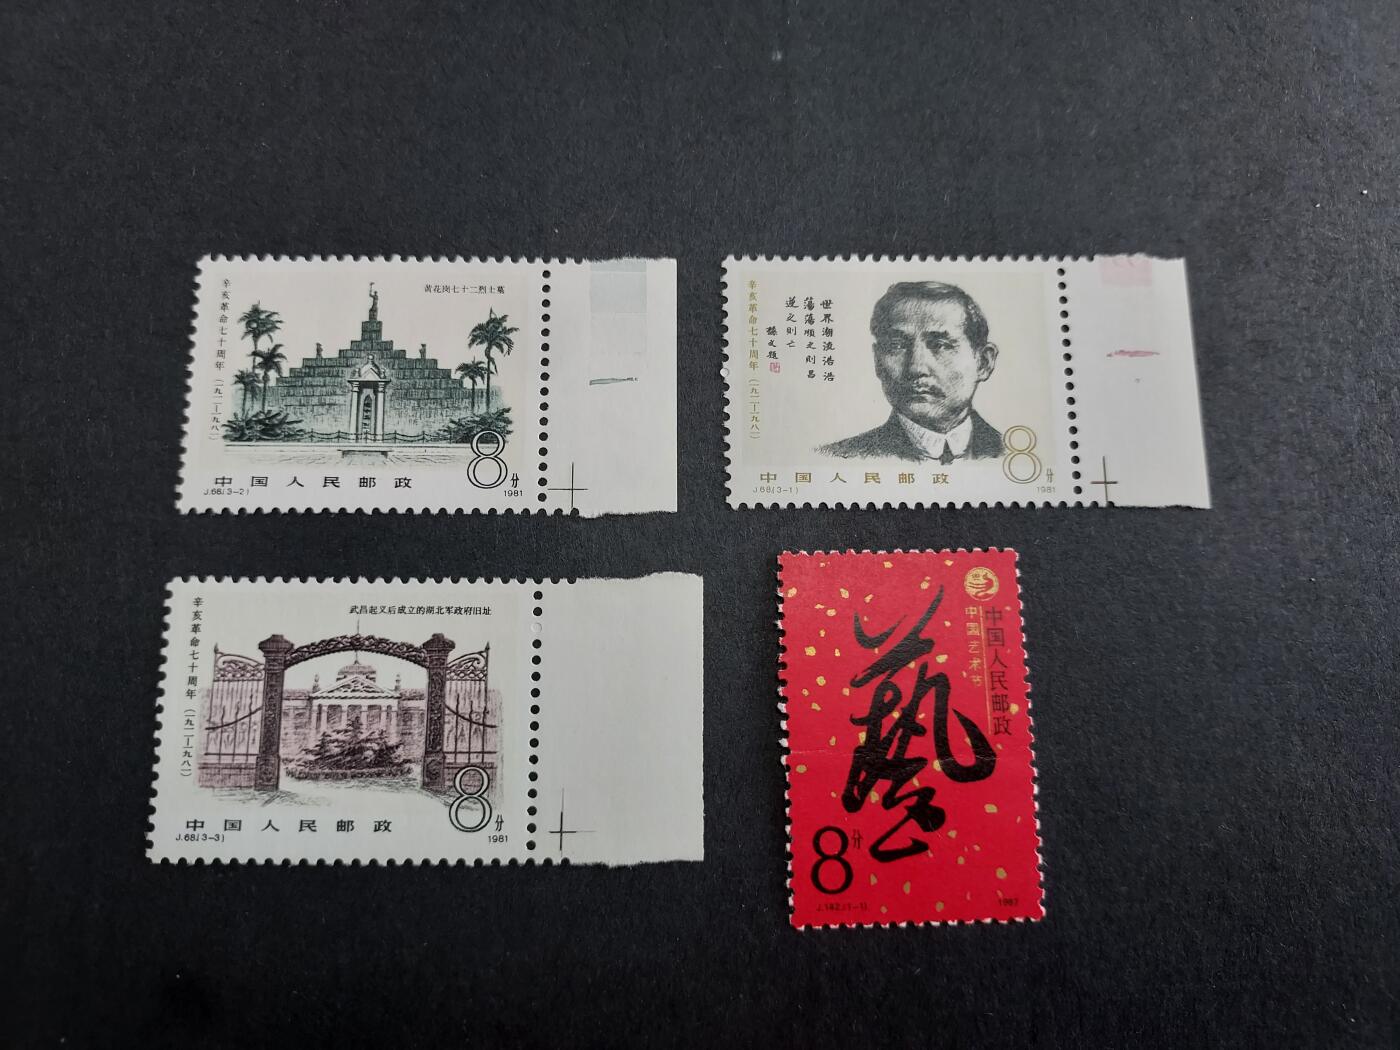 辛亥革命七十周年(一九一一—一九八一)
黄花岗七十二烈士墓
8分
中国人民邮政
J.68.(3-2)
1981
辛亥革命七十周年(一九一一—一九八一)
世界潮流浩浩
荡荡顺之则昌
逆之则亡
孙文题
8分
中国人民邮政
J.68.(3-1)
1981
辛亥革命七十周年(一九一一—一九八一)
武昌起义后成立的湖北军政府旧址
8分
中国人民邮政
J.68.(3-3)
1981
中国人民邮政
中国艺术节
藝
8分
J.142.(1-1)
1987